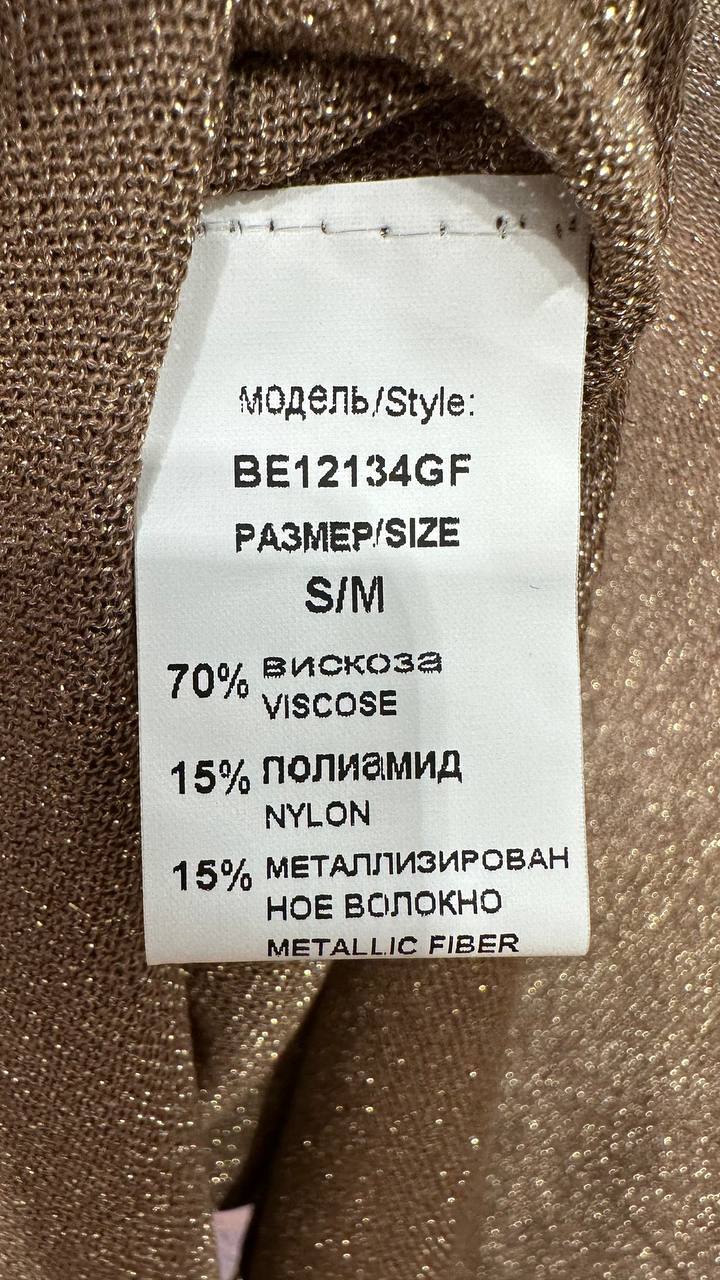 модель/Style:
BE12134GF
РАЗМЕР/SIZE
S/M
70% вискоза
VISCOSE
15% полиамид
NYLON
15% МЕТАЛЛИЗИРОВАН
НОЕ ВОЛОКНО
METALLIC FIBER